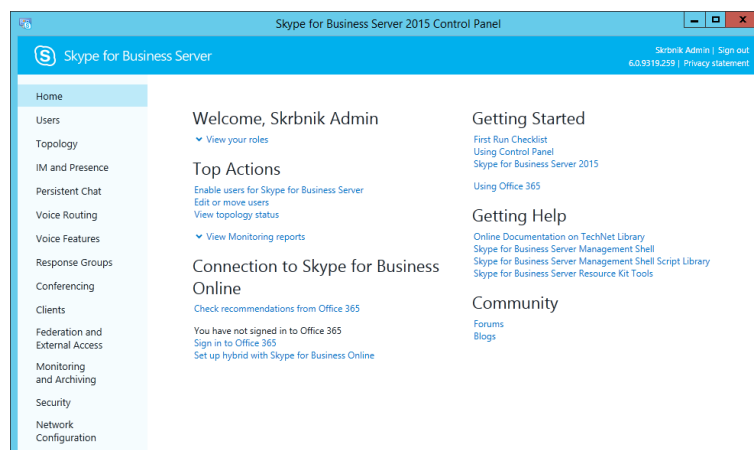 Skype for Business Server 2015 Control Panel
Skype for Business Server
Skrbnik Admin | Sign out
6.0.9319.259 | Privacy statement
Home
Users
Topology
IM and Presence
Persistent Chat
Voice Routing
Voice Features
Response Groups
Conferencing
Clients
Federation and
External Access
Monitoring
and Archiving
Security
Network
Configuration
Welcome, Skrbnik Admin
View your roles
Top Actions
Enable users for Skype for Business Server
Edit or move users
View topology status
View Monitoring reports
Connection to Skype for Business
Online
Check recommendations from Office 365
You have not signed in to Office 365
Sign in to Office 365
Set up hybrid with Skype for Business Online
Getting Started
First Run Checklist
Using Control Panel
Skype for Business Server 2015
Using Office 365
Getting Help
Online Documentation on TechNet Library
Skype for Business Server Management Shell
Skype for Business Server Management Shell Script Library
Skype for Business Server Resource Kit Tools
Community
Forums
Blogs